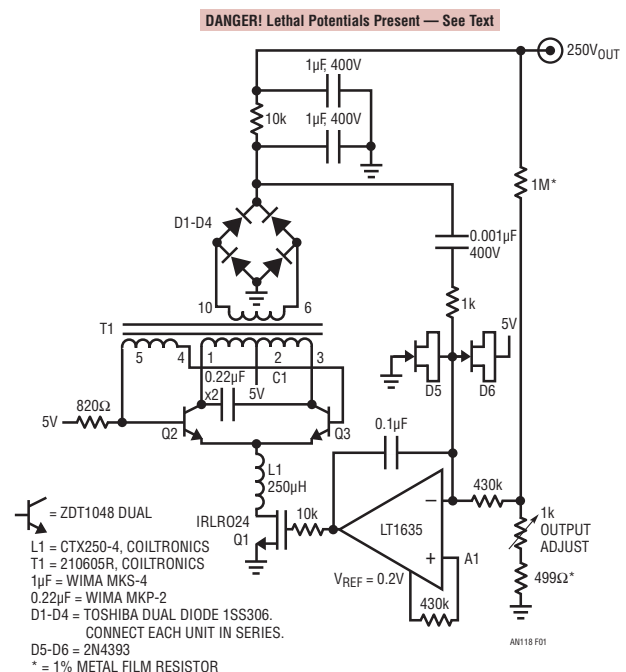 DANGER! Lethal Potentials Present — See Text
250VOUT
1µF, 400V
10k
1µF, 400V
1M*
D1-D4
0.001µF
400V
10
6
1k
T1
5V
5
4
1
2
3
D5
D6
0.22µF
x2
C1
5V
820Ω
5V
Q2
Q3
0.1µF
L1
250µH
430k
= ZDT1048 DUAL
IRLRO24
Q1
10k
LT1635
–
+
A1
1k
OUTPUT
ADJUST
499Ω*
VREF = 0.2V
430k
L1 = CTX250-4, COILTRONICS
T1 = 210605R, COILTRONICS
1µF = WIMA MKS-4
0.22µF = WIMA MKP-2
D1-D4 = TOSHIBA DUAL DIODE 1SS306.
CONNECT EACH UNIT IN SERIES.
D5-D6 = 2N4393
* = 1% METAL FILM RESISTOR
AN118 F01